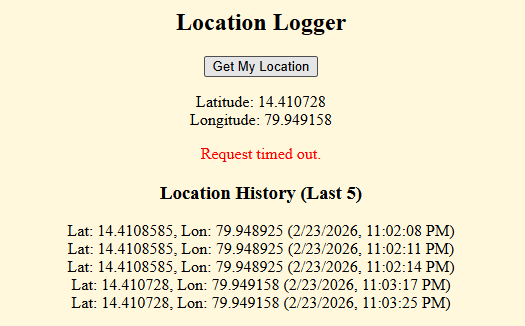 Location Logger
Get My Location
Latitude: 14.410728
Longitude: 79.949158
Request timed out.
Location History (Last 5)
Lat: 14.4108585, Lon: 79.948925 (2/23/2026, 11:02:08 PM)
Lat: 14.4108585, Lon: 79.948925 (2/23/2026, 11:02:11 PM)
Lat: 14.4108585, Lon: 79.948925 (2/23/2026, 11:02:14 PM)
Lat: 14.410728, Lon: 79.949158 (2/23/2026, 11:03:17 PM)
Lat: 14.410728, Lon: 79.949158 (2/23/2026, 11:03:25 PM)